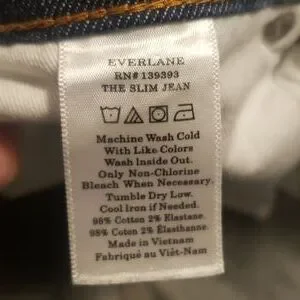 EVERLANE
RN# 139393
THE SLIM JEAN
Machine Wash Cold
With Like Colors
Wash Inside Out.
Only Non-Chlorine
Bleach When Necessary.
Tumble Dry Low.
Cool Iron if Needed.
98% Cotton 2% Elastane.
98% Coton 2% Élasthanne.
Made in Vietnam
Fabriqué au Viêt-Nam